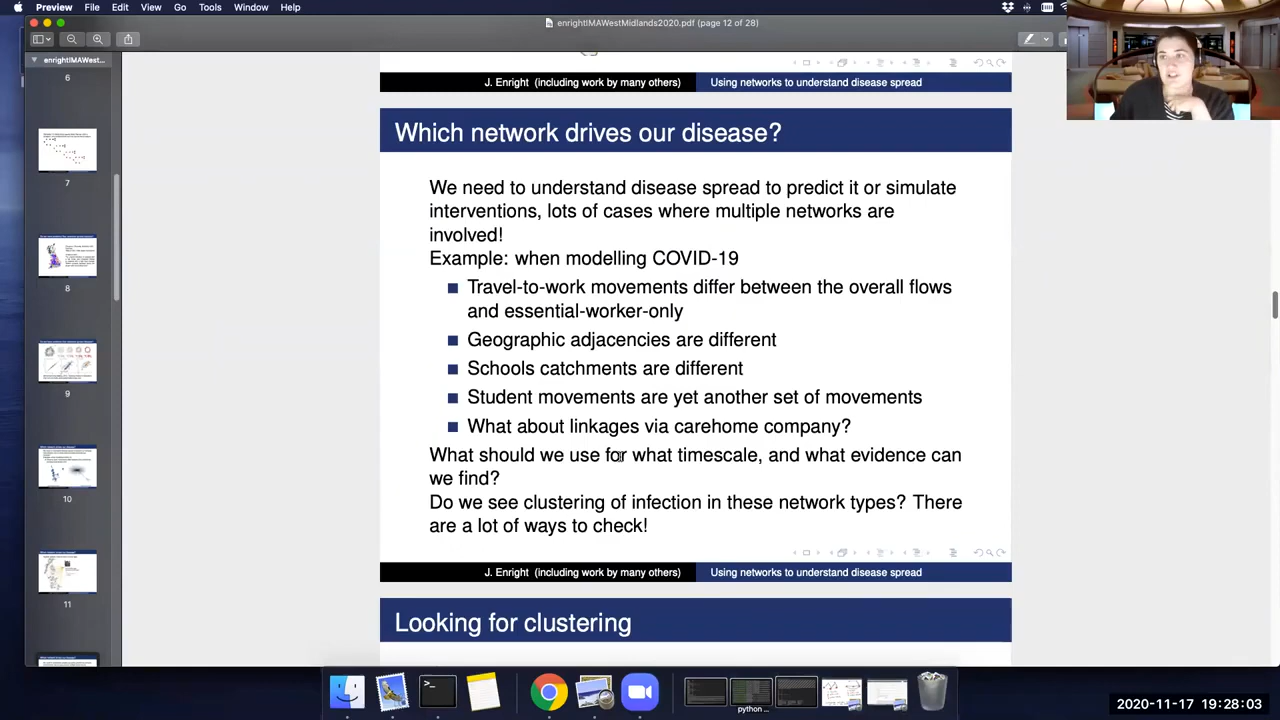 Preview File Edit View Go Tools Window Help
enrightIMAWestMidlands2020.pdf (page 12 of 28)
enrightIMAWest...
6
7
8
9
10
11
J. Enright (including work by many others) Using networks to understand disease spread
Which network drives our disease?
We need to understand disease spread to predict it or simulate
interventions, lots of cases where multiple networks are
involved!
Example: when modelling COVID-19
Travel-to-work movements differ between the overall flows
and essential-worker-only
Geographic adjacencies are different
Schools catchments are different
Student movements are yet another set of movements
What about linkages via carehome company?
What should we use for what timescale, and what evidence can
we find?
Do we see clustering of infection in these network types? There
are a lot of ways to check!
J. Enright (including work by many others) Using networks to understand disease spread
Looking for clustering
python ...
2020-11-17 19:28:03